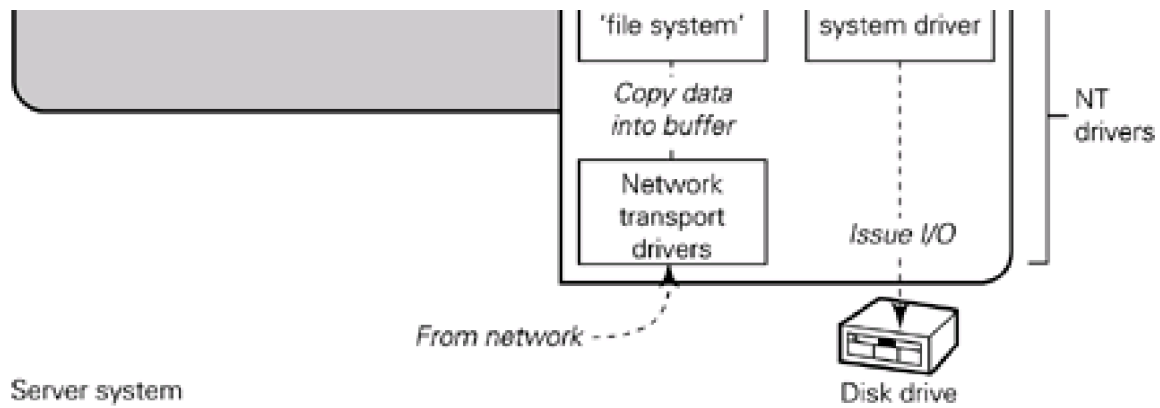 'file system'
system driver
Copy data
into buffer
NT
drivers
Network
transport
drivers
Issue I/O
From network
Server system
Disk drive